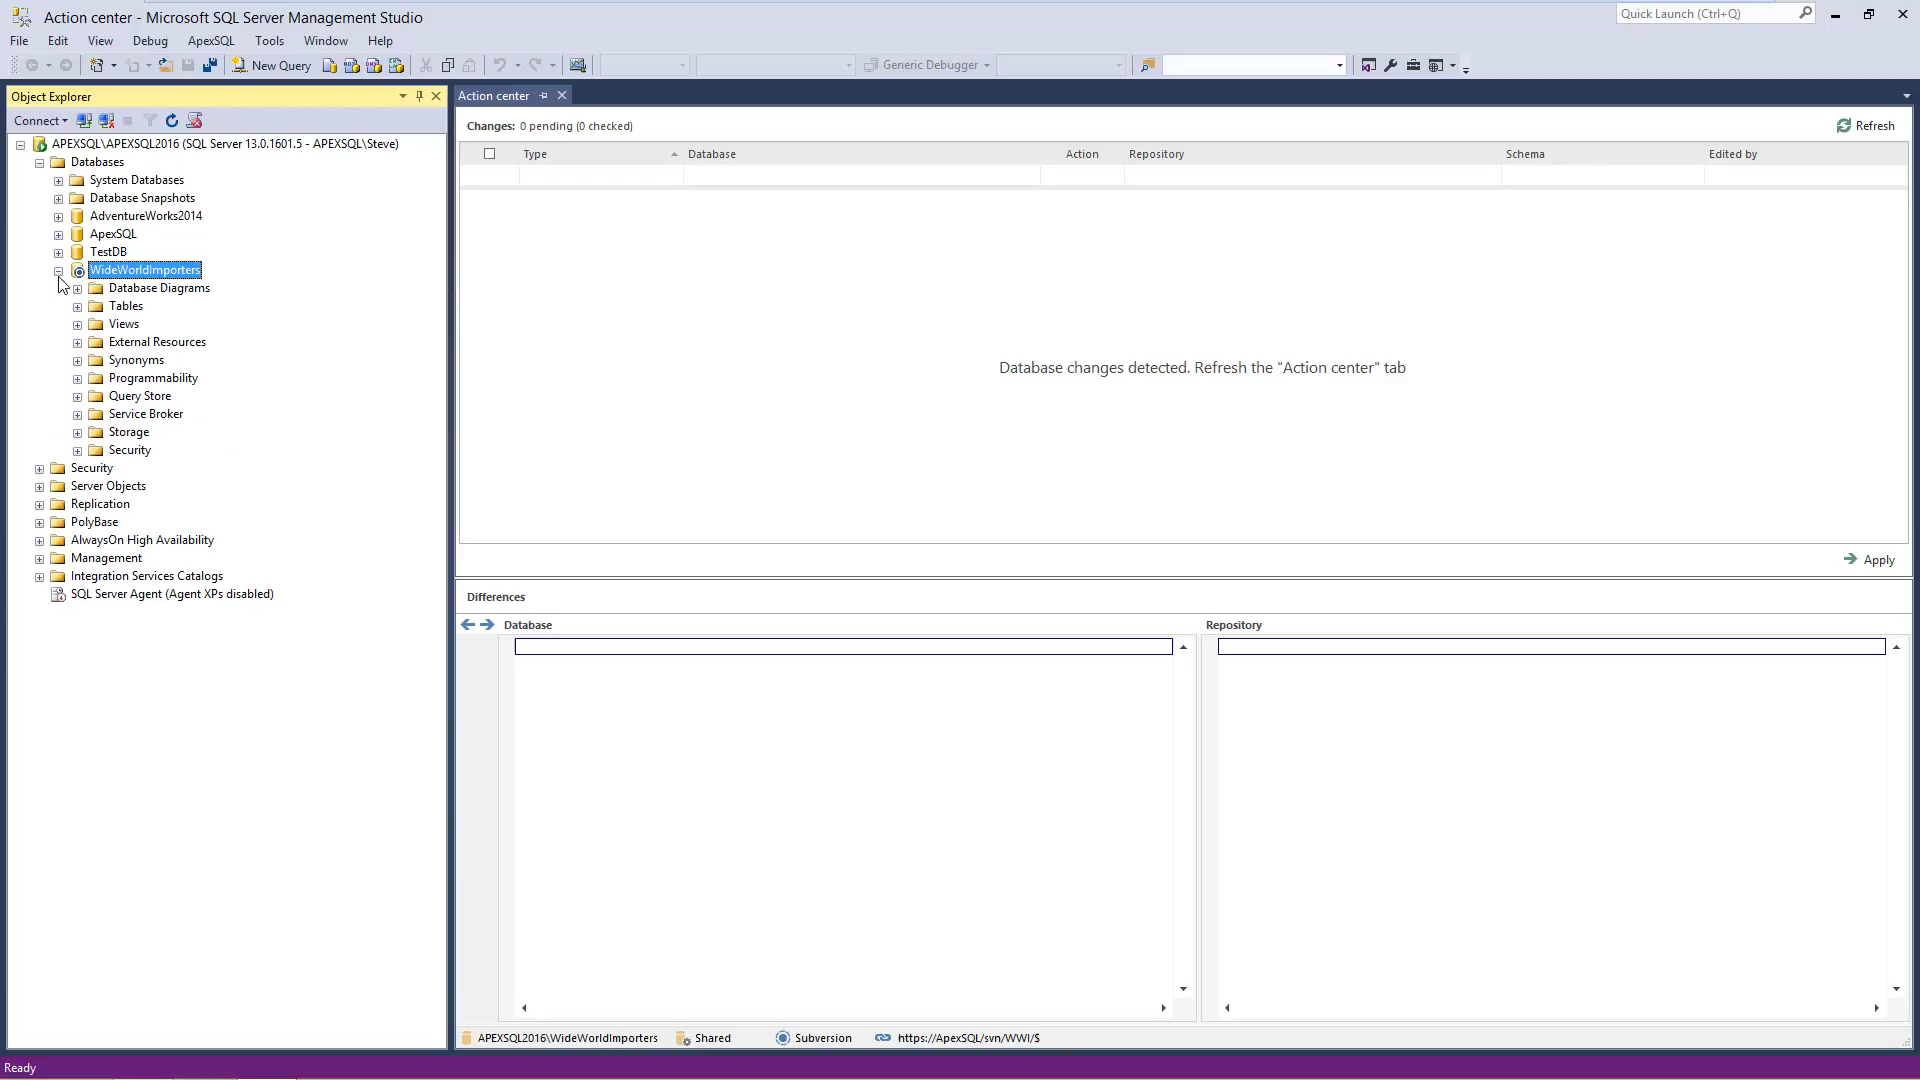 Action center - Microsoft SQL Server Management Studio
Quick Launch (Ctrl+Q)
File Edit View Debug ApexSQL Tools Window Help
New Query
Generic Debugger
Object Explorer
Action center
Connect
Changes: 0 pending (0 checked)
Refresh
APEXSQL\APEXSQL2016 (SQL Server 13.0.1601.5 - APEXSQL\Steve)
Type Database Action Repository Schema Edited by
Databases
System Databases
Database Snapshots
AdventureWorks2014
ApexSQL
TestDB
WideWorldImporters
Database Diagrams
Tables
Views
External Resources
Synonyms
Programmability
Query Store
Service Broker
Storage
Security
Security
Server Objects
Replication
PolyBase
AlwaysOn High Availability
Management
Integration Services Catalogs
SQL Server Agent (Agent XPs disabled)
Database changes detected. Refresh the "Action center" tab
Apply
Differences
Database
Repository
APEXSQL2016\WideWorldImporters Shared Subversion https://ApexSQL/svn/WWI/$
Ready